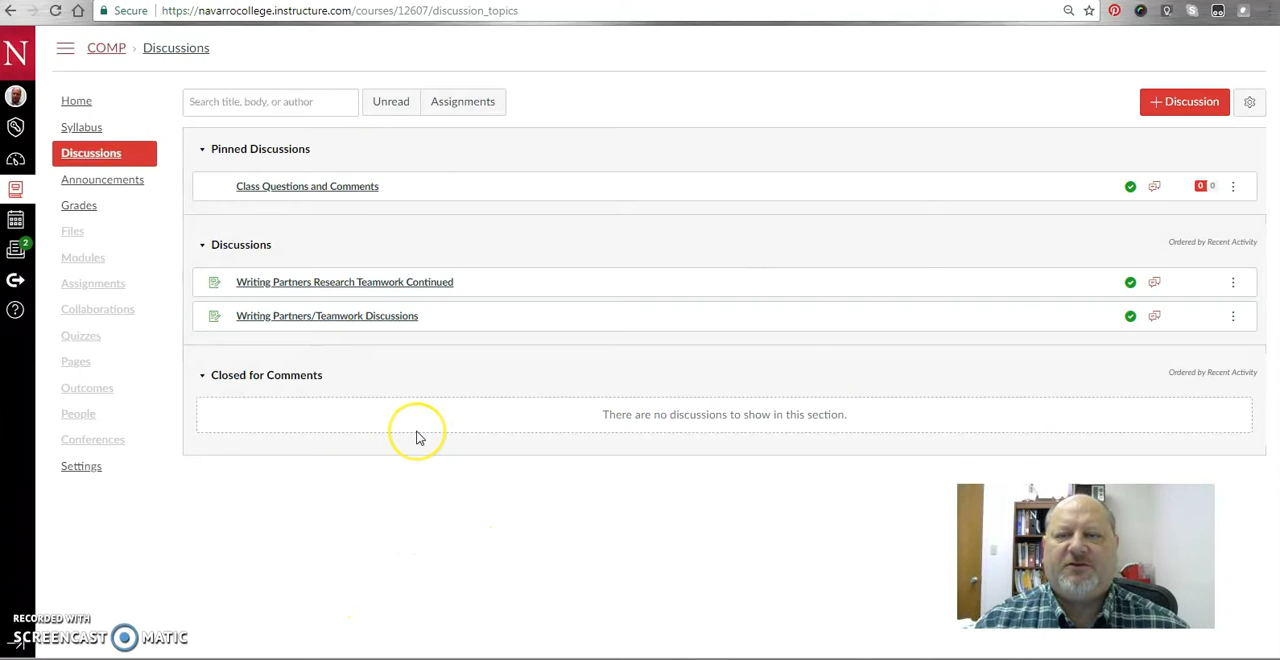 Secure https://navarrocollege.instructure.com/courses/12607/discussion_topics
N
COMP › Discussions
Home
Syllabus
Discussions
Announcements
Grades
Files
Modules
Assignments
Collaborations
Quizzes
Pages
Outcomes
People
Conferences
Settings
2
Search title, body, or author Unread Assignments + Discussion
Pinned Discussions
Class Questions and Comments 0 0
Discussions Ordered by Recent Activity
Writing Partners Research Teamwork Continued
Writing Partners/Teamwork Discussions
Closed for Comments Ordered by Recent Activity
There are no discussions to show in this section.
RECORDED WITH
SCREENCAST MATIC